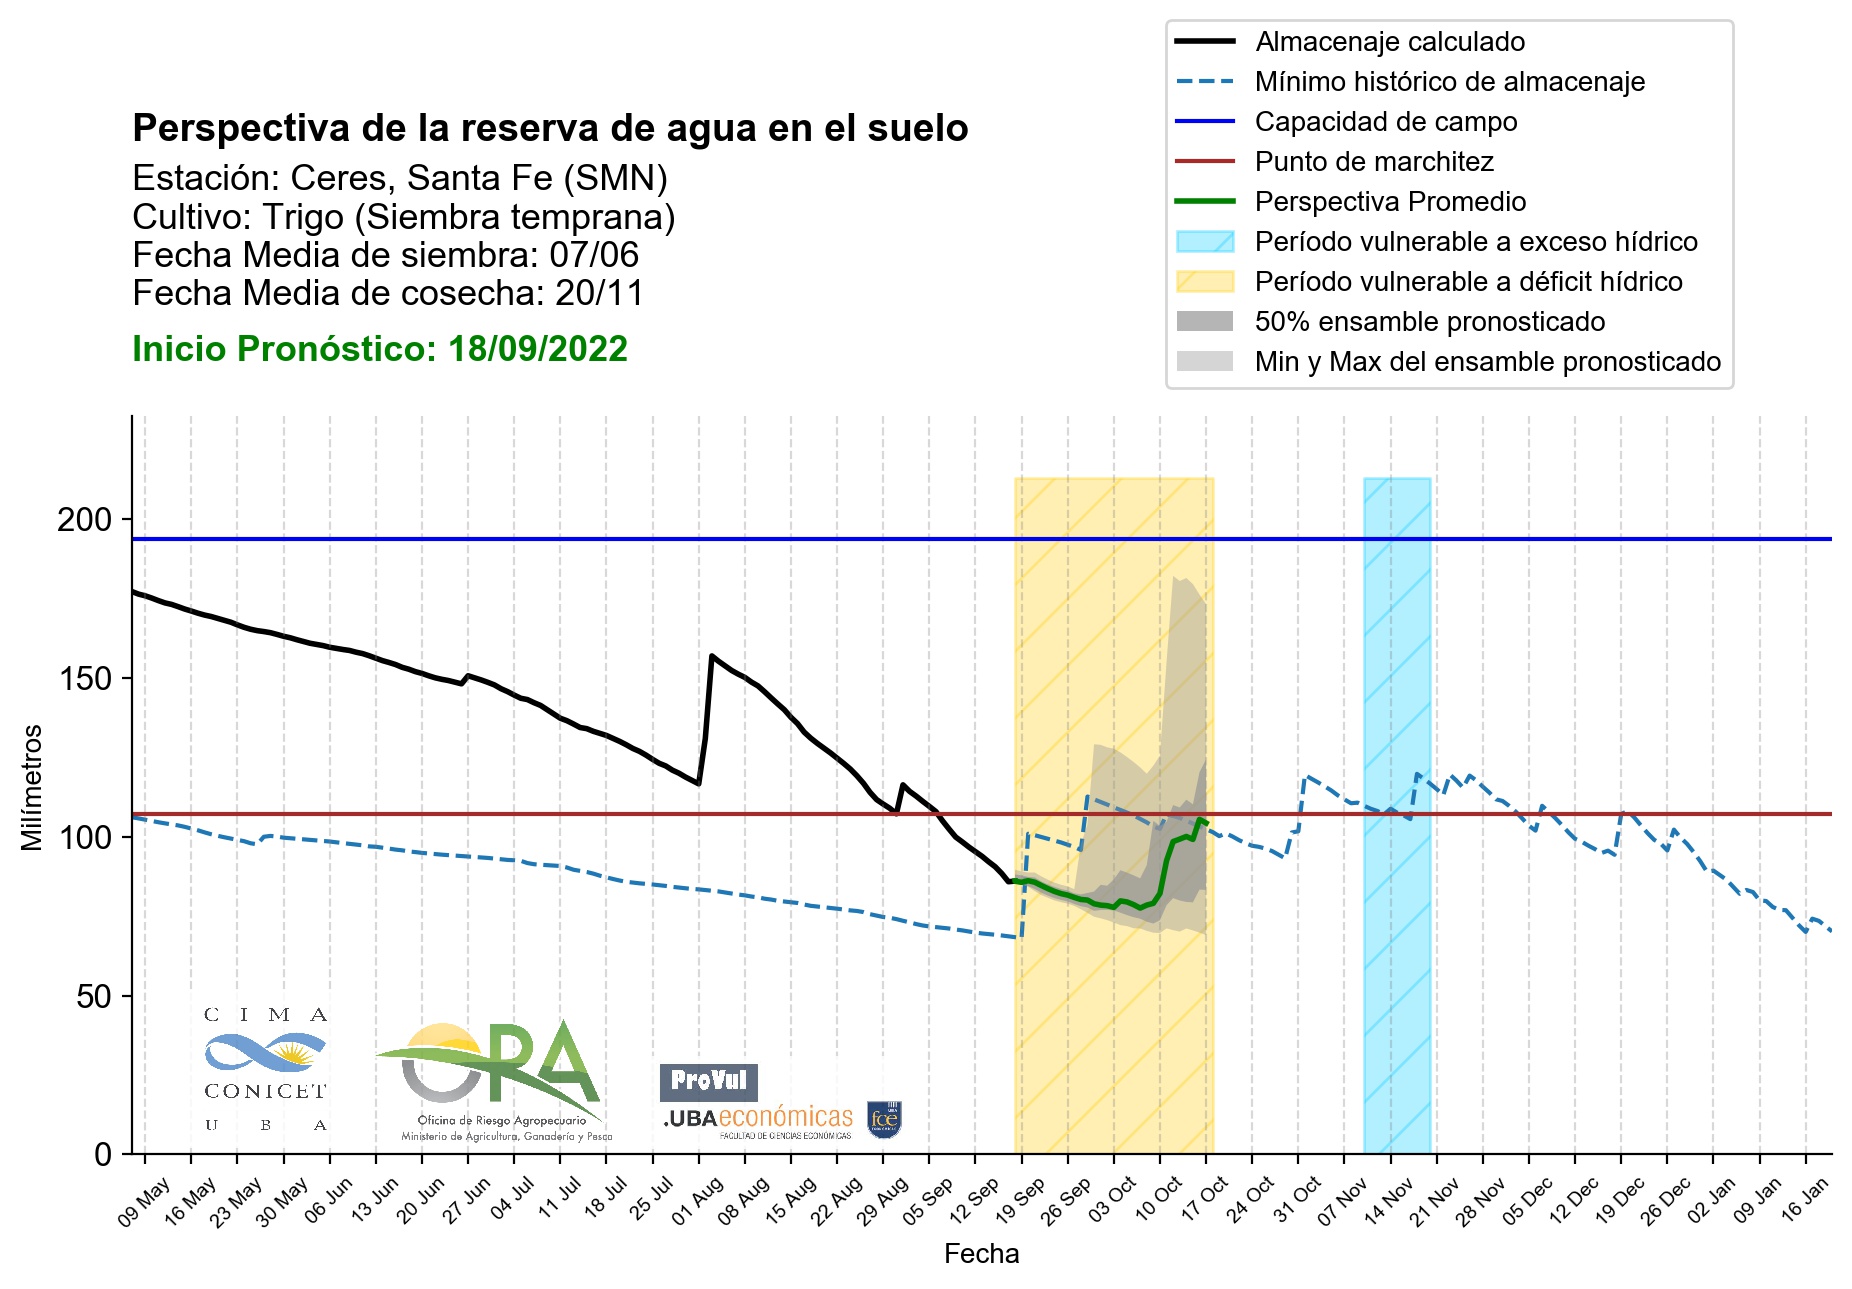 Almacenaje calculado
Mínimo histórico de almacenaje
Capacidad de campo
Punto de marchitez
Perspectiva Promedio
Período vulnerable a exceso hídrico
Período vulnerable a déficit hídrico
50% ensamble pronosticado
Min y Max del ensamble pronosticado
Perspectiva de la reserva de agua en el suelo
Estación: Ceres, Santa Fe (SMN)
Cultivo: Trigo (Siembra temprana)
Fecha Media de siembra: 07/06
Fecha Media de cosecha: 20/11
Inicio Pronóstico: 18/09/2022
Milímetros
200
150
100
50
0
C I M A
CONICET
U B A
OPA
Oficina de Riesgo Agropecuario
Ministerio de Agricultura, Ganadería y Pesca
ProVul
.UBAeconómicas
FACULTAD DE CIENCIAS ECONÓMICAS
fce
09 May
16 May
23 May
30 May
06 Jun
13 Jun
20 Jun
27 Jun
04 Jul
11 Jul
18 Jul
25 Jul
01 Aug
08 Aug
15 Aug
22 Aug
29 Aug
05 Sep
12 Sep
19 Sep
26 Sep
03 Oct
10 Oct
17 Oct
24 Oct
31 Oct
07 Nov
14 Nov
21 Nov
28 Nov
05 Dec
12 Dec
19 Dec
26 Dec
02 Jan
09 Jan
16 Jan
Fecha